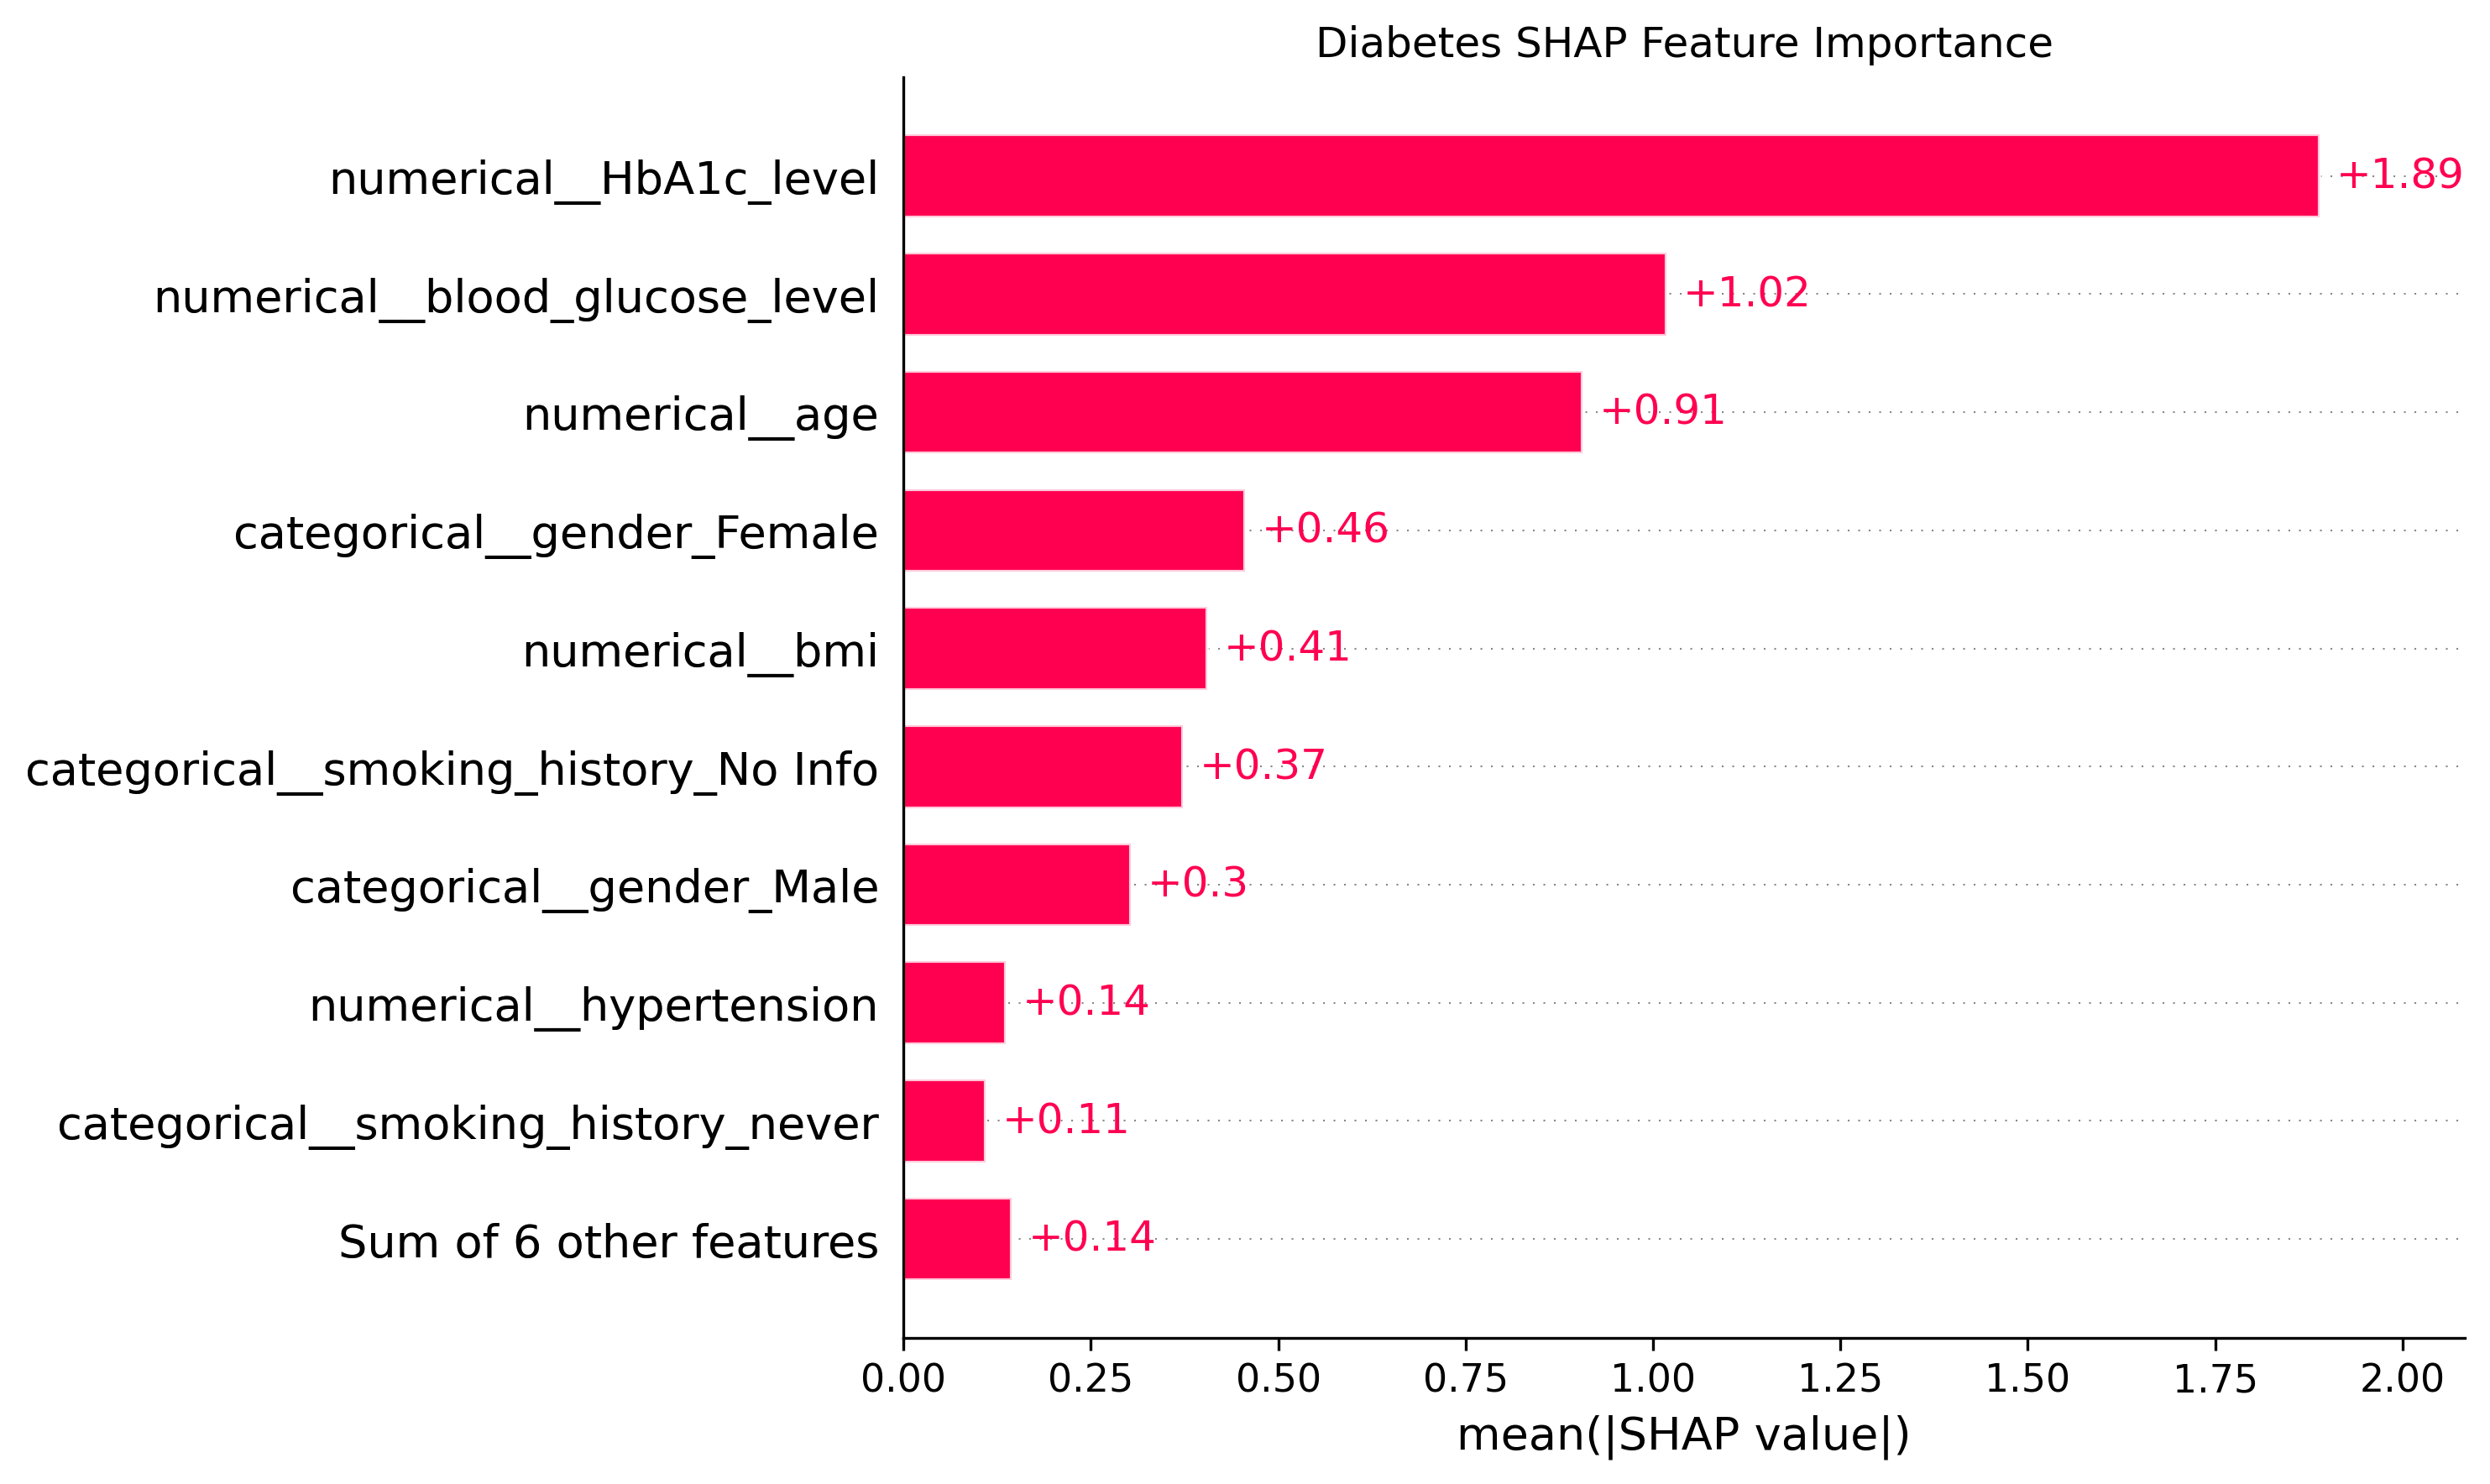 Diabetes SHAP Feature Importance
numerical__HbA1c_level +1.89
numerical__blood_glucose_level +1.02
numerical__age +0.91
categorical__gender_Female +0.46
numerical__bmi +0.41
categorical__smoking_history_No Info +0.37
categorical__gender_Male +0.3
numerical__hypertension +0.14
categorical__smoking_history_never +0.11
Sum of 6 other features +0.14
0.00 0.25 0.50 0.75 1.00 1.25 1.50 1.75 2.00
mean(|SHAP value|)